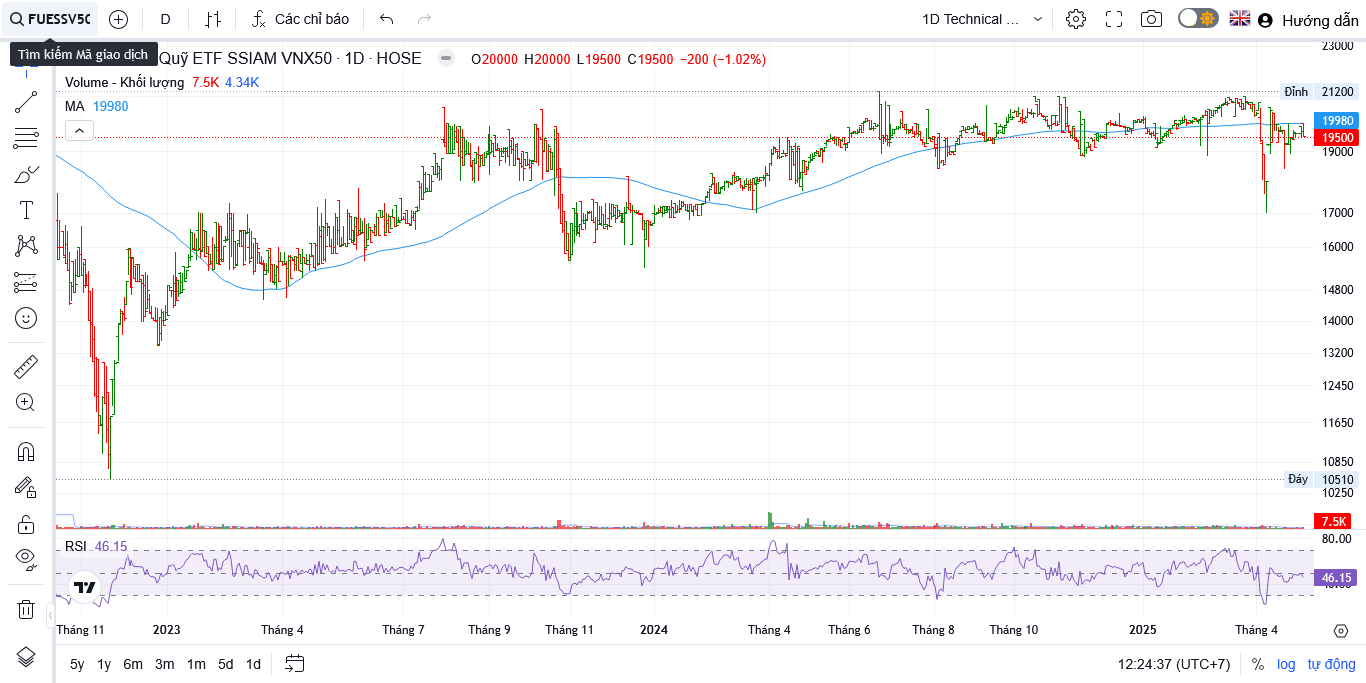 FUESSV50
D
Các chỉ báo
1D Technical ...
Hướng dẫn
Tìm kiếm Mã giao dịch
Quỹ ETF SSIAM VNX50 · 1D · HOSE
O20000 H20000 L19500 C19500 −200 (−1.02%)
Volume - Khối lượng 7.5K 4.34K
MA 19980
23000
Đỉnh 21200
19980
19500
19000
17000
16000
14800
14000
13200
12450
11650
10850
Đáy 10510
10250
7.5K
RSI 46.15
80.00
46.15
Tháng 11 2023 Tháng 4 Tháng 7 Tháng 9 Tháng 11 2024 Tháng 4 Tháng 6 Tháng 8 Tháng 10 2025 Tháng 4
5y 1y 6m 3m 1m 5d 1d
12:24:37 (UTC+7) % log tự động